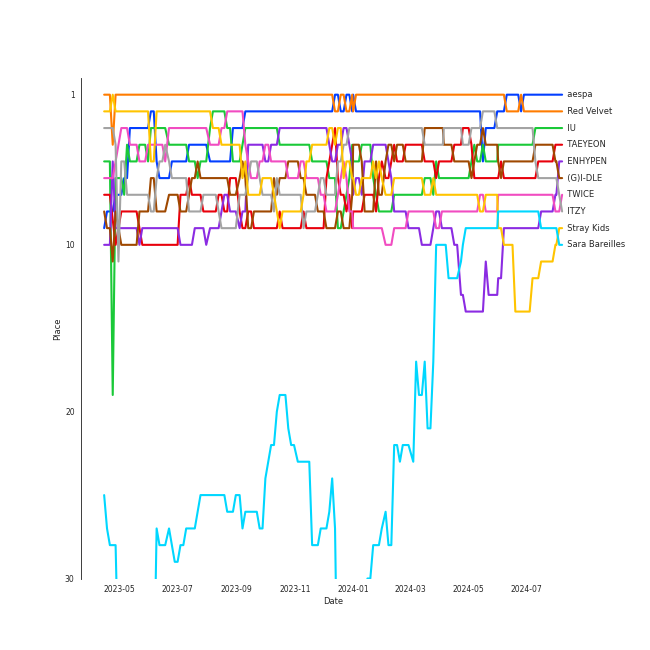 1
10
20
30
Place
2023-05
2023-07
2023-09
2023-11
2024-01
2024-03
2024-05
2024-07
Date
aespa
Red Velvet
IU
TAEYEON
ENHYPEN
(G)I-DLE
TWICE
ITZY
Stray Kids
Sara Bareilles